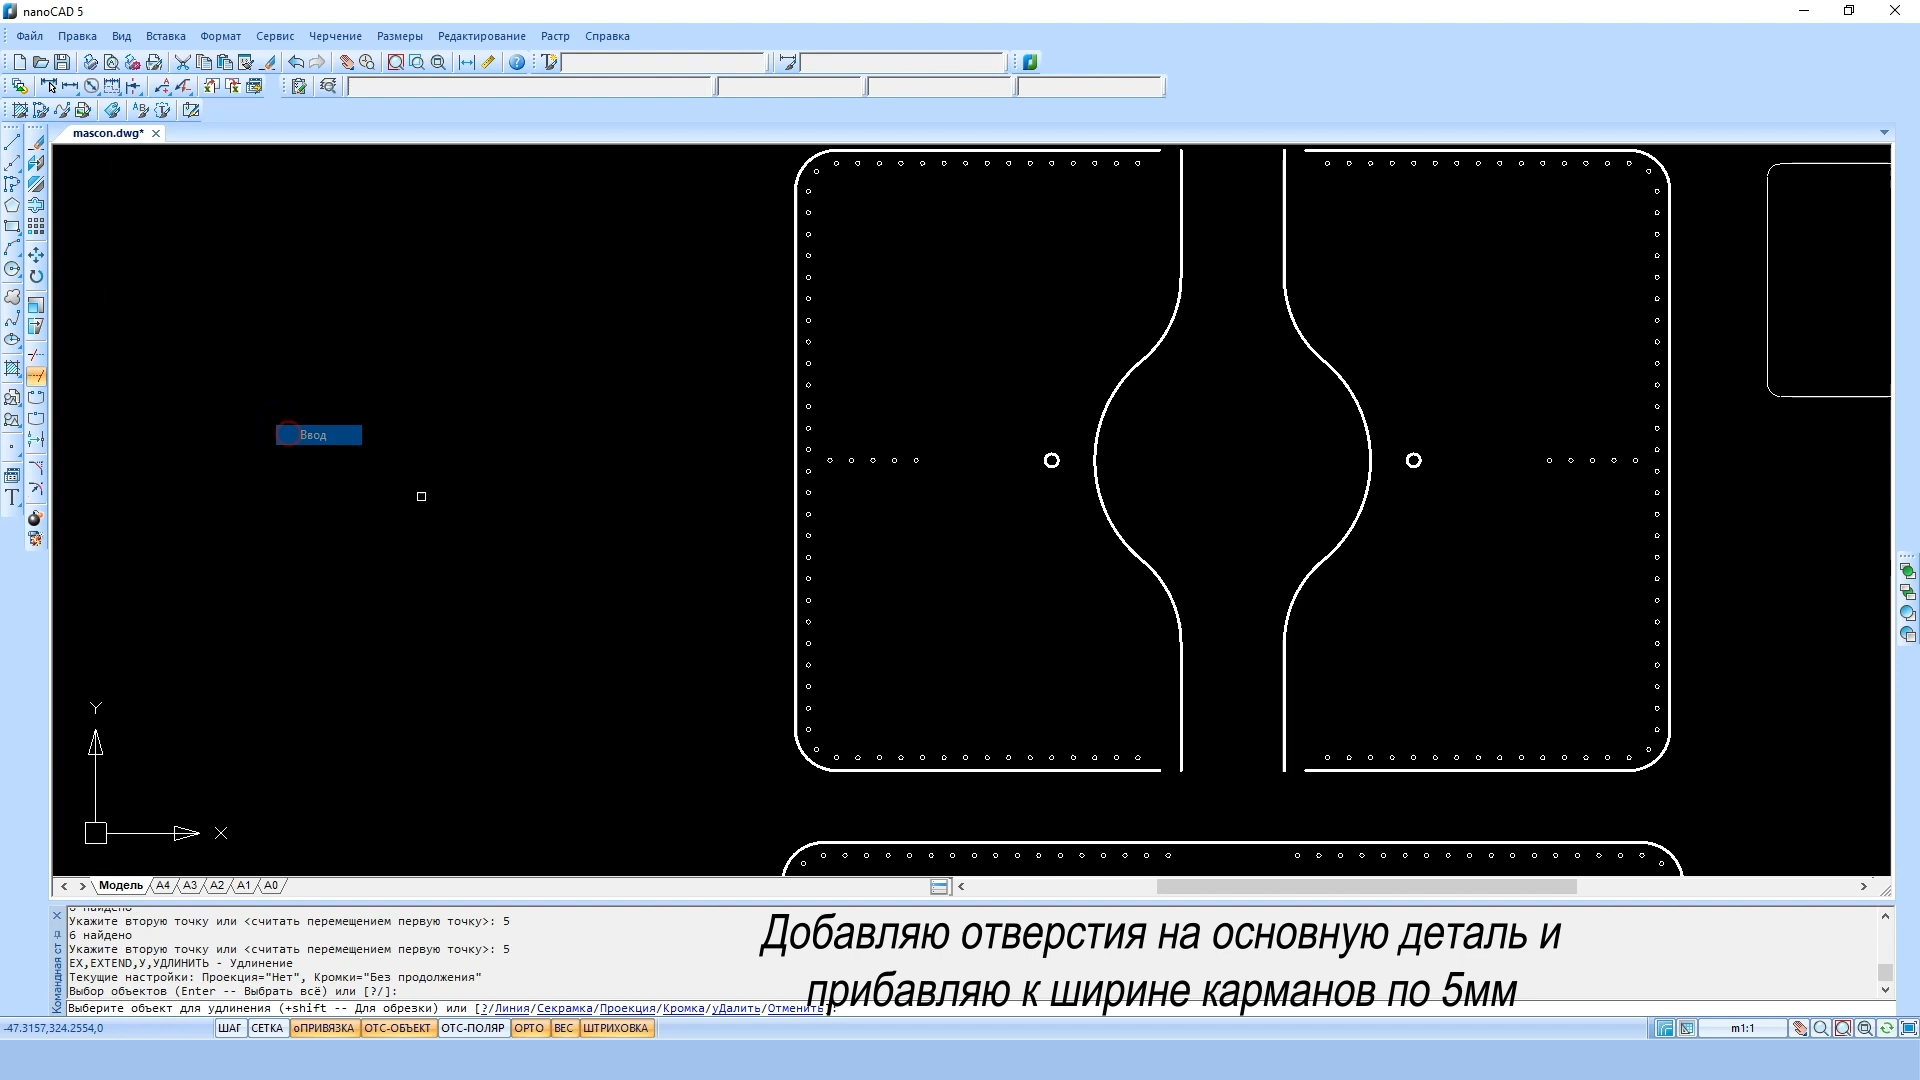 nanoCAD 5
Файл Правка Вид Вставка Формат Сервис Черчение Размеры Редактирование Растр Справка
mascon.dwg*
Ввод
Y
X
Модель A4 A3 A2 A1 A0
Командная ст
6 найдено
Укажите вторую точку или <считать перемещением первую точку>: 5
6 найдено
Укажите вторую точку или <считать перемещением первую точку>: 5
EX,EXTEND,У,УДЛИНИТЬ - Удлинение
Текущие настройки: Проекция="Нет", Кромки="Без продолжения"
Выбор объектов (Enter -- Выбрать всё) или [?/]:
Выберите объект для удлинения (+shift -- Для обрезки) или [?/Линия/Секрамка/Проекция/Кромка/уДалить/Отменить]:
Добавляю отверстия на основную деталь и
прибавляю к ширине карманов по 5мм
-47.3157,324.2554,0 ШАГ СЕТКА оПРИВЯЗКА ОТС-ОБЪЕКТ ОТС-ПОЛЯР ОРТО ВЕС ШТРИХОВКА m1:1